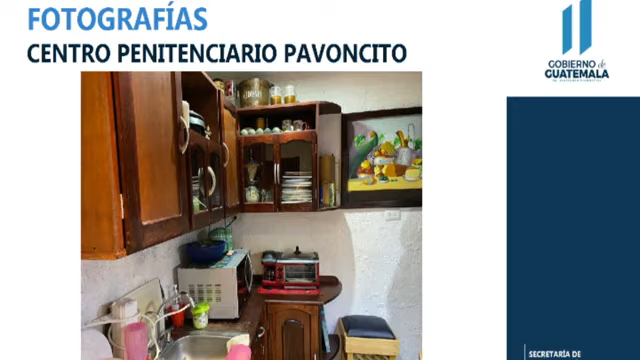 FOTOGRAFÍAS
CENTRO PENITENCIARIO PAVONCITO
GOBIERNO de
GUATEMALA
SECRETARÍA DE